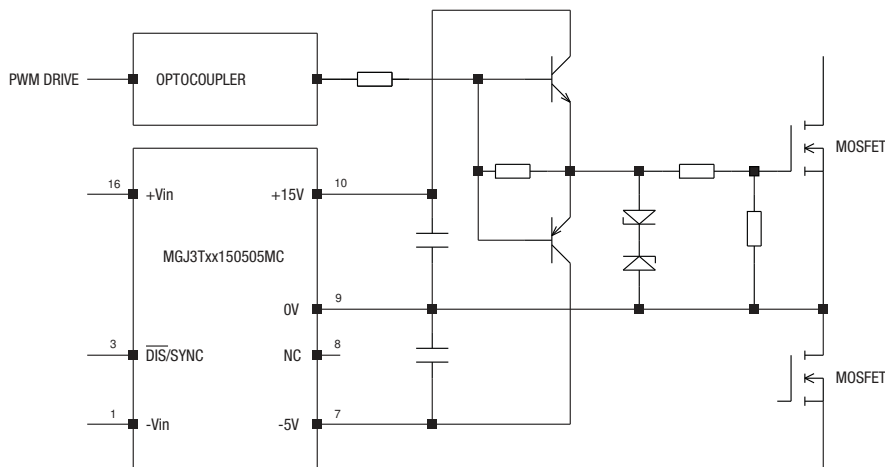 PWM DRIVE
OPTOCOUPLER
MOSFET
16
+Vin
+15V
10
MGJ3Txx150505MC
0V
9
3
DIS/SYNC
NC
8
MOSFET
1
-Vin
-5V
7